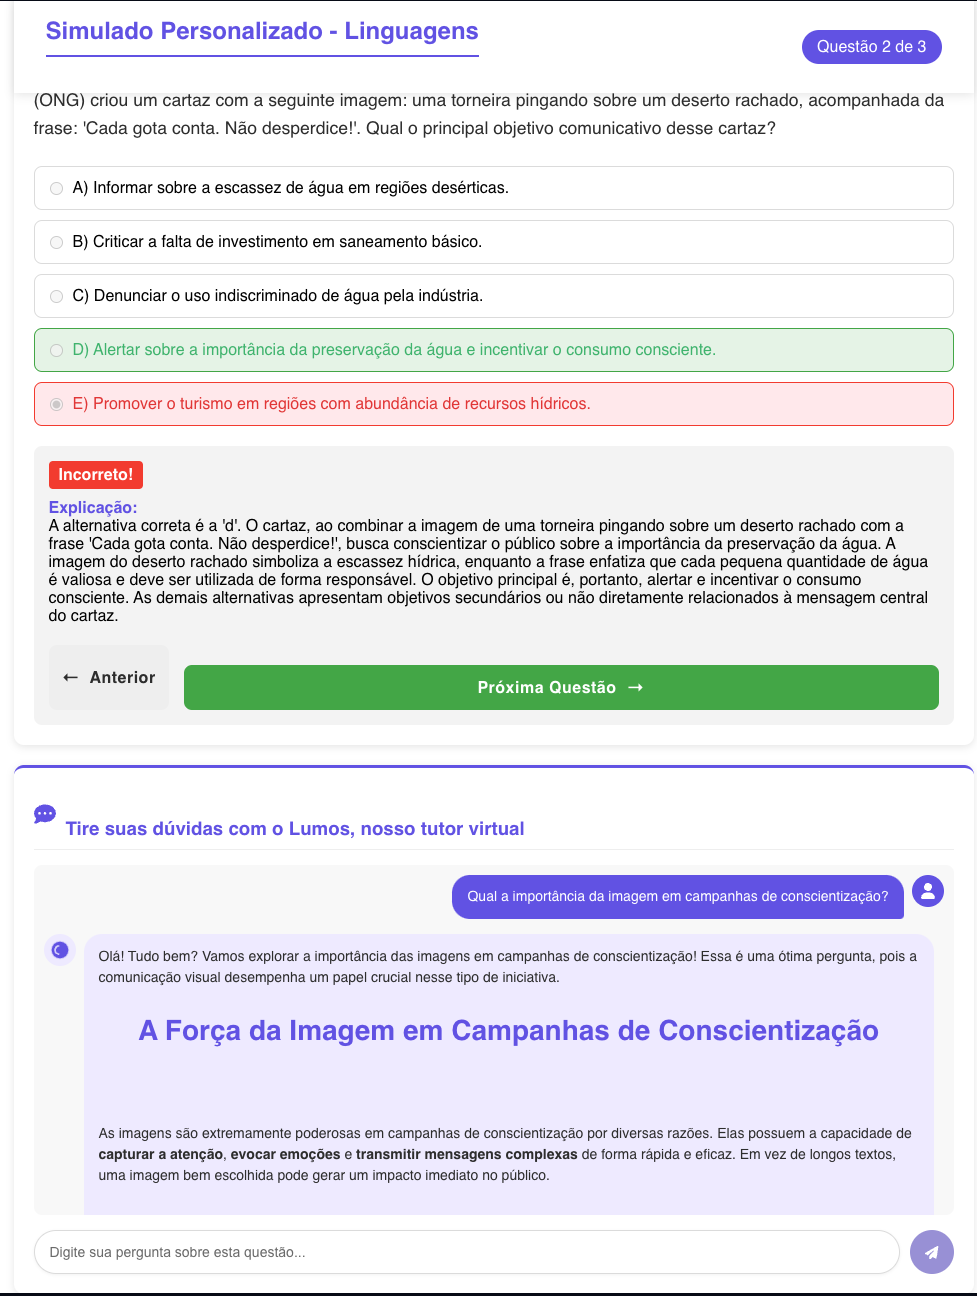 Simulado Personalizado - Linguagens
Questão 2 de 3
(ONG) criou um cartaz com a seguinte imagem: uma torneira pingando sobre um deserto rachado, acompanhada da
frase: 'Cada gota conta. Não desperdice!'. Qual o principal objetivo comunicativo desse cartaz?
A) Informar sobre a escassez de água em regiões desérticas.
B) Criticar a falta de investimento em saneamento básico.
C) Denunciar o uso indiscriminado de água pela indústria.
D) Alertar sobre a importância da preservação da água e incentivar o consumo consciente.
E) Promover o turismo em regiões com abundância de recursos hídricos.
Incorreto!
Explicação:
A alternativa correta é a 'd'. O cartaz, ao combinar a imagem de uma torneira pingando sobre um deserto rachado com a
frase 'Cada gota conta. Não desperdice!', busca conscientizar o público sobre a importância da preservação da água. A
imagem do deserto rachado simboliza a escassez hídrica, enquanto a frase enfatiza que cada pequena quantidade de água
é valiosa e deve ser utilizada de forma responsável. O objetivo principal é, portanto, alertar e incentivar o consumo
consciente. As demais alternativas apresentam objetivos secundários ou não diretamente relacionados à mensagem central
do cartaz.
← Anterior
Próxima Questão →
Tire suas dúvidas com o Lumos, nosso tutor virtual
Qual a importância da imagem em campanhas de conscientização?
Olá! Tudo bem? Vamos explorar a importância das imagens em campanhas de conscientização! Essa é uma ótima pergunta, pois a
comunicação visual desempenha um papel crucial nesse tipo de iniciativa.
A Força da Imagem em Campanhas de Conscientização
As imagens são extremamente poderosas em campanhas de conscientização por diversas razões. Elas possuem a capacidade de
capturar a atenção, evocar emoções e transmitir mensagens complexas de forma rápida e eficaz. Em vez de longos textos,
uma imagem bem escolhida pode gerar um impacto imediato no público.
Digite sua pergunta sobre esta questão...